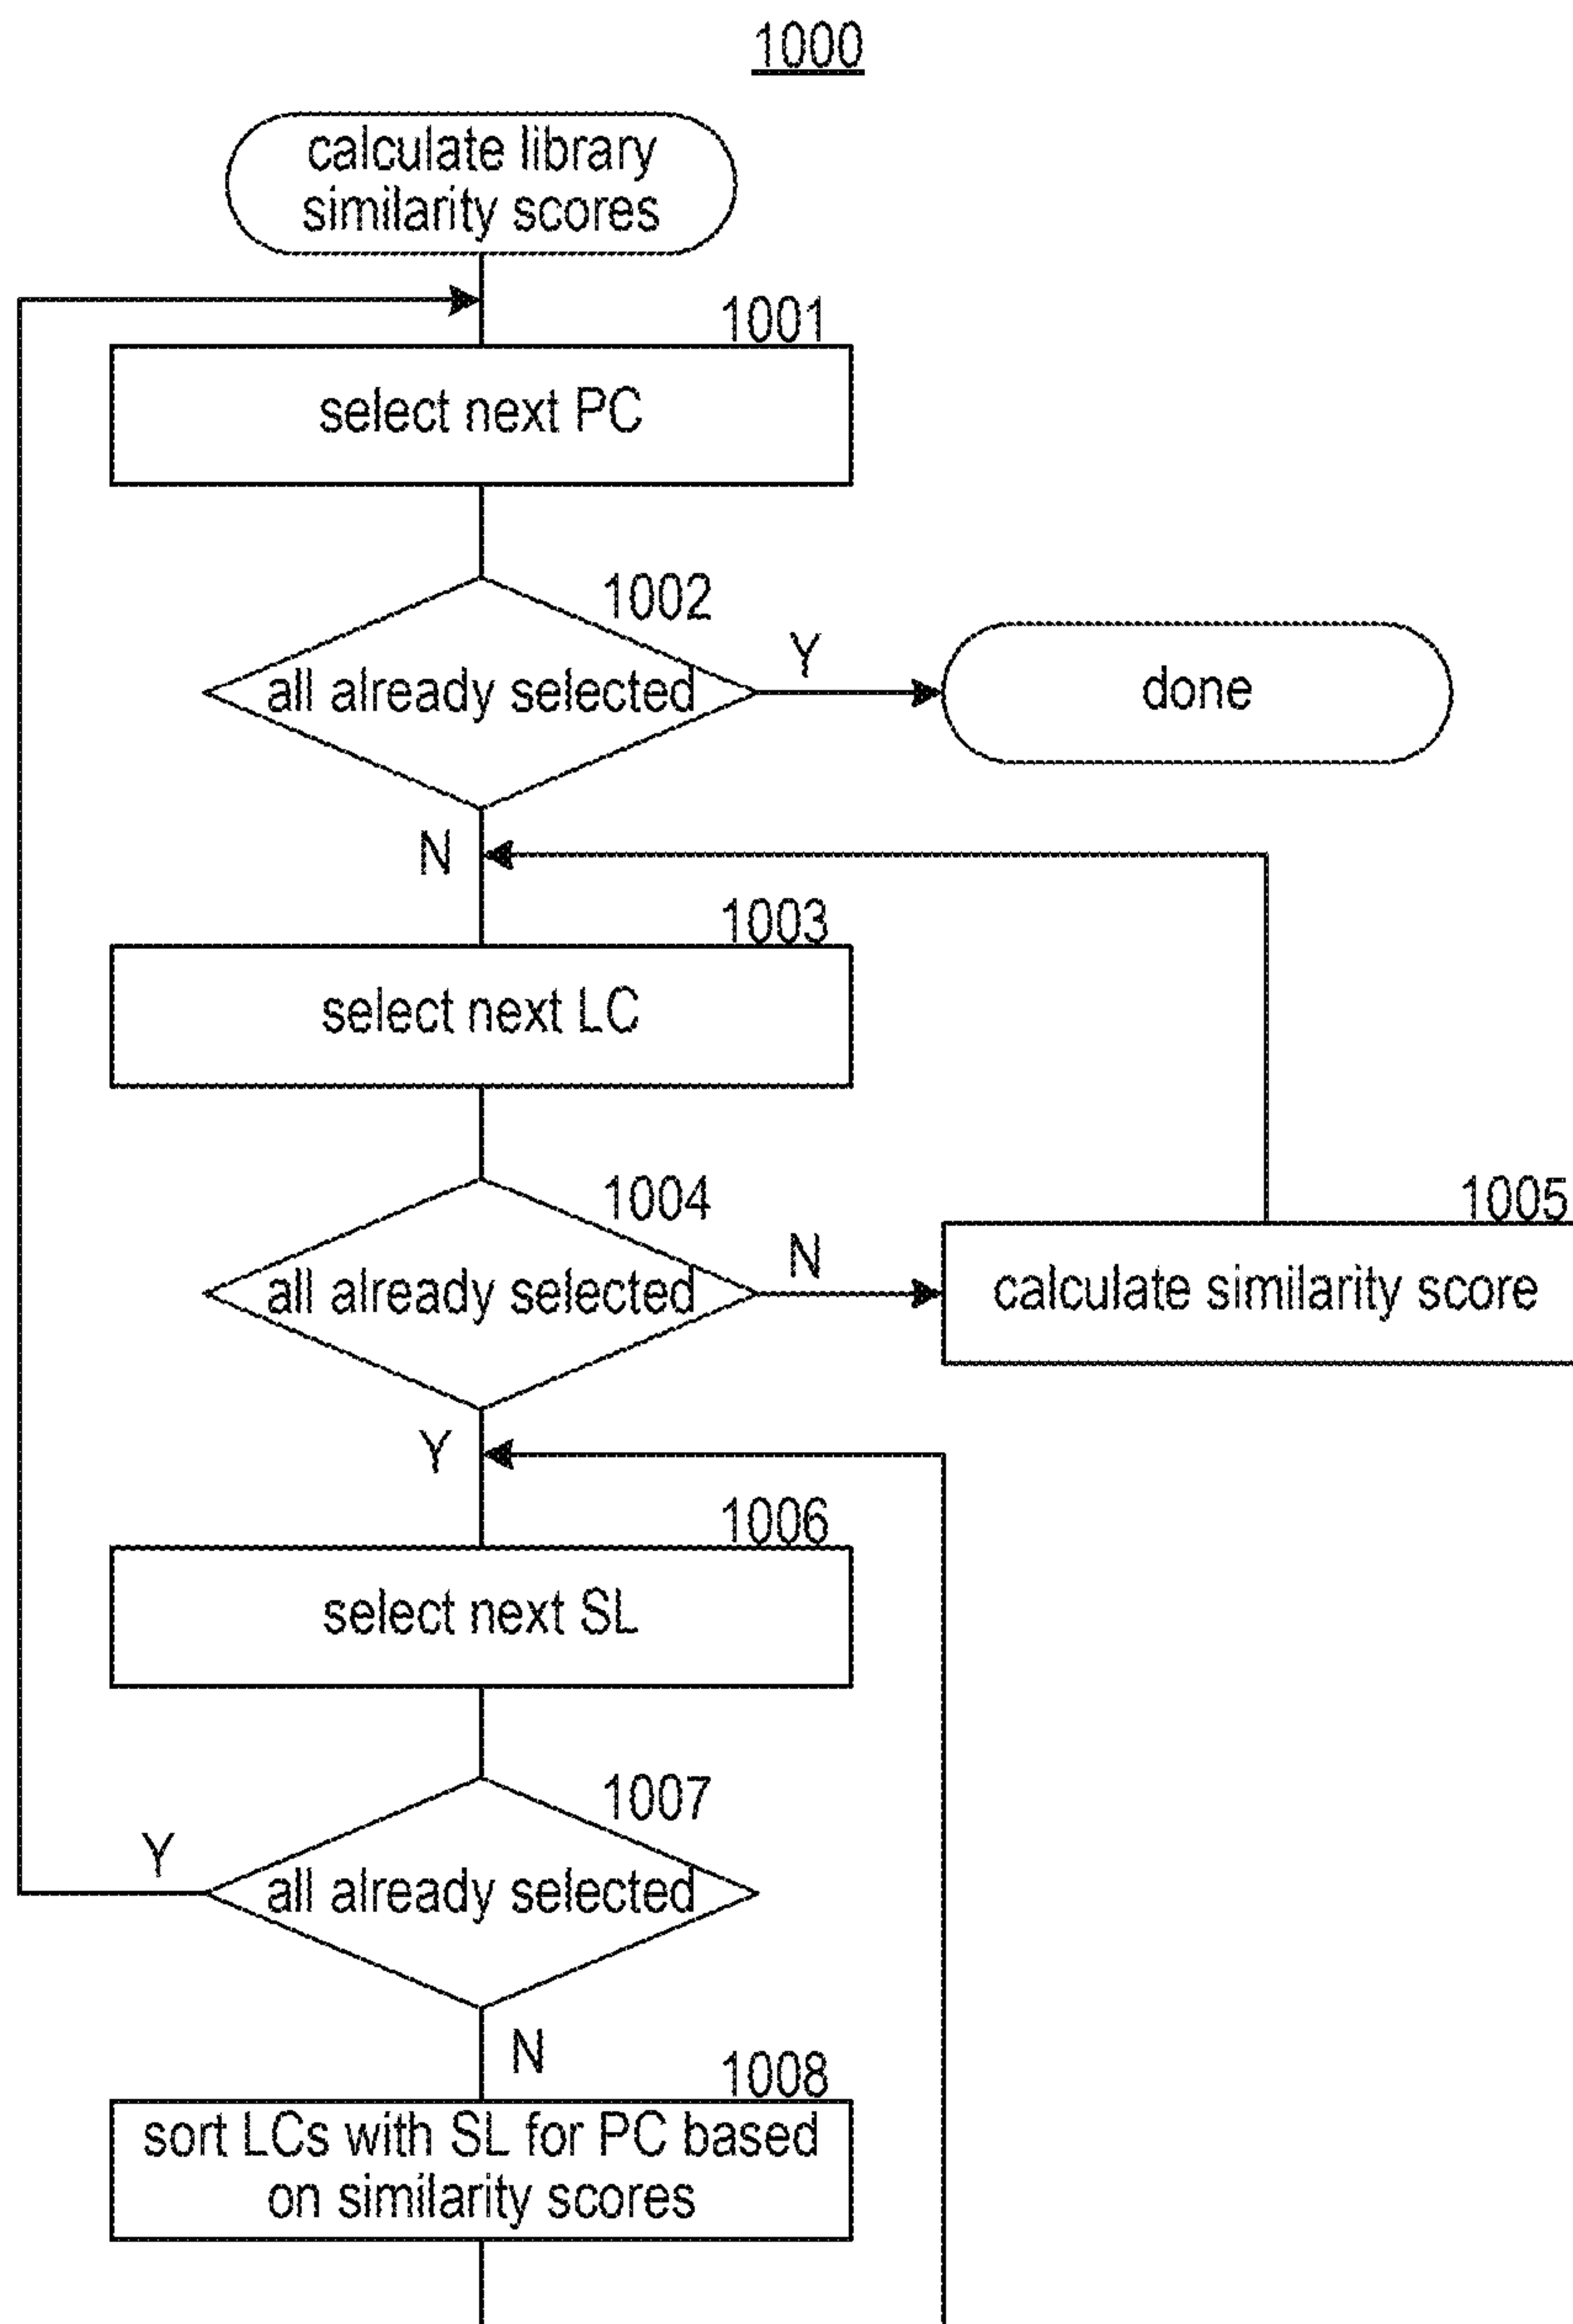 1000
calculate library
similarity scores
1001
select next PC
1002
all already selected
Y
done
N
1003
select next LC
1004
all already selected
N
1005
calculate similarity score
Y
1006
select next SL
1007
all already selected
Y
N
1008
sort LCs with SL for PC based
on similarity scores